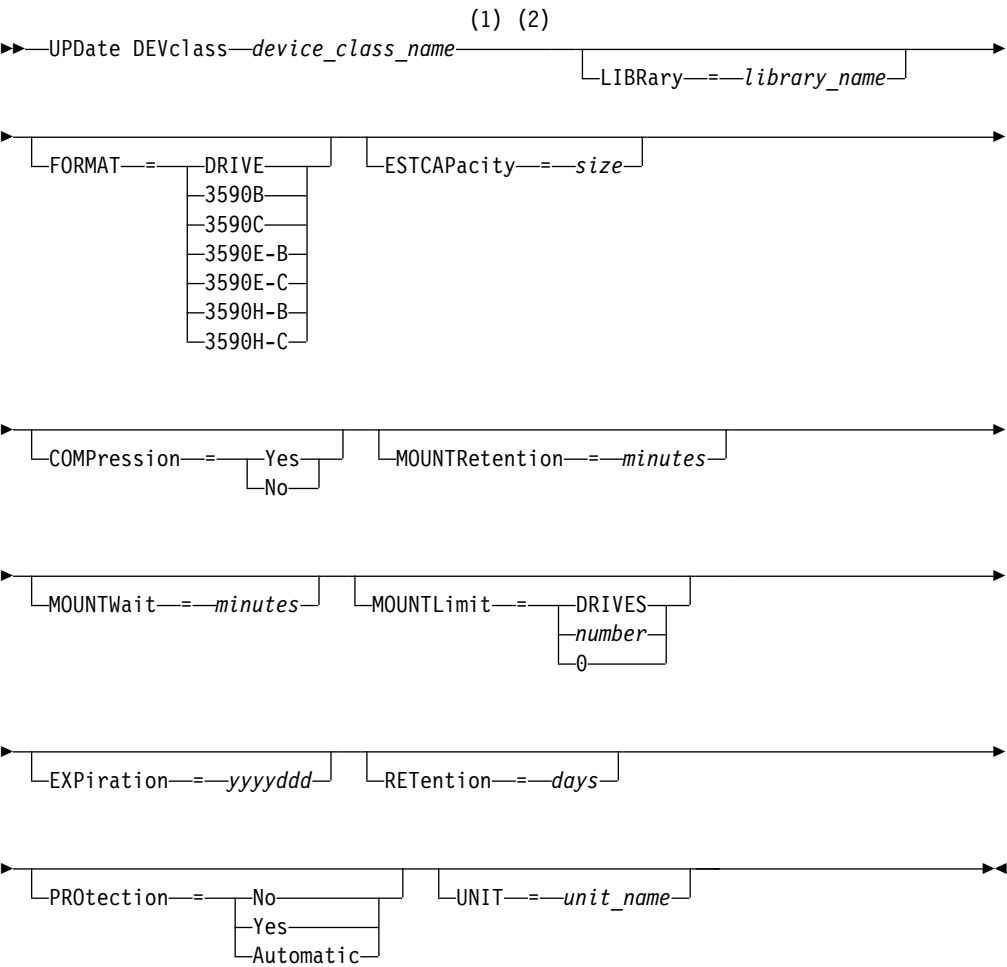 (1) (2)
UPDate DEVclass device_class_name
LIBRary = library_name
FORMAT = DRIVE
3590B
3590C
3590E-B
3590E-C
3590H-B
3590H-C
ESTCAPacity = size
COMPression = Yes
No
MOUNTRetention = minutes
MOUNTWait = minutes
MOUNTLimit = DRIVES
number
0
EXPiration = yyyyddd
RETention = days
PROtection = No
Yes
Automatic
UNIT = unit_name